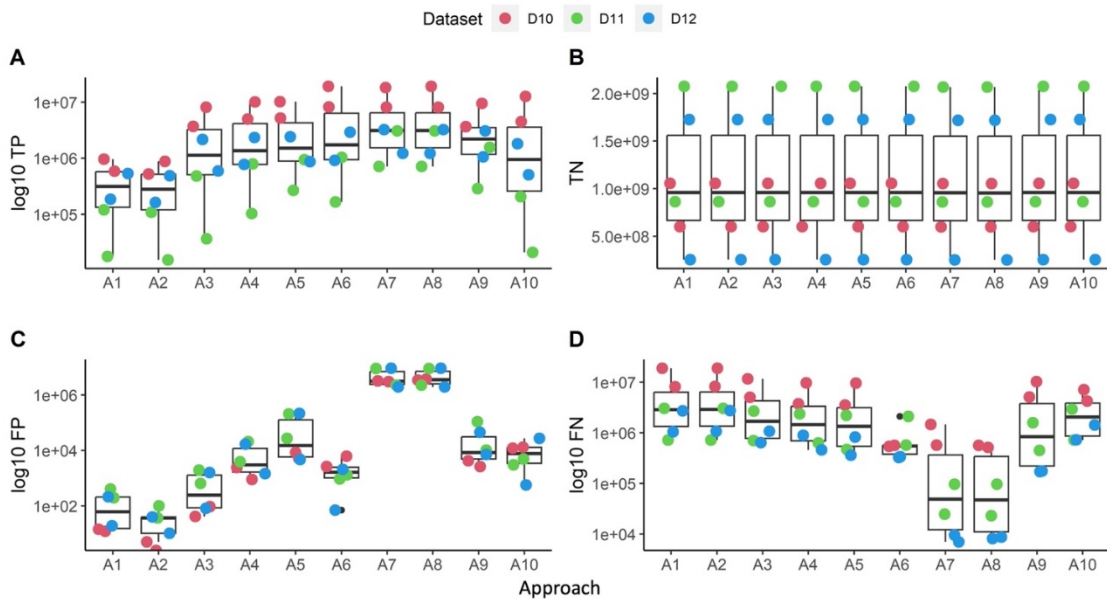 Dataset D10 D11 D12
A
log10 TP
1e+07
1e+06
1e+05
A1 A2 A3 A4 A5 A6 A7 A8 A9 A10
B
TN
2.0e+09
1.5e+09
1.0e+09
5.0e+08
A1 A2 A3 A4 A5 A6 A7 A8 A9 A10
C
log10 FP
1e+06
1e+04
1e+02
A1 A2 A3 A4 A5 A6 A7 A8 A9 A10
D
log10 FN
1e+07
1e+06
1e+05
1e+04
A1 A2 A3 A4 A5 A6 A7 A8 A9 A10
Approach